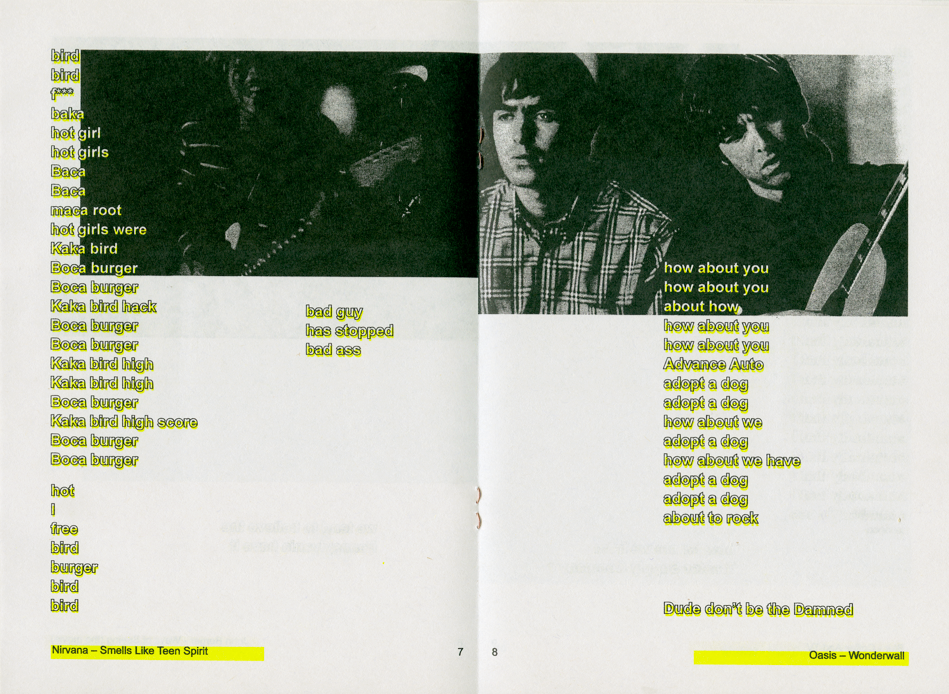 bird
bird
f***
baka
hot girl
hot girls
Baca
Baca
maca root
hot girls were
Kaka bird
Boca burger
Boca burger
Kaka bird hack
Boca burger
Boca burger
Kaka bird high
Kaka bird high
Boca burger
Kaka bird high score
Boca burger
Boca burger
hot
I
free
bird
burger
bird
bird
bad guy
has stopped
bad ass
Nirvana – Smells Like Teen Spirit
7
how about you
how about you
about how
how about you
how about you
Advance Auto
adopt a dog
adopt a dog
how about we
adopt a dog
how about we have
adopt a dog
adopt a dog
about to rock
Dude don't be the Damned
8
Oasis – Wonderwall